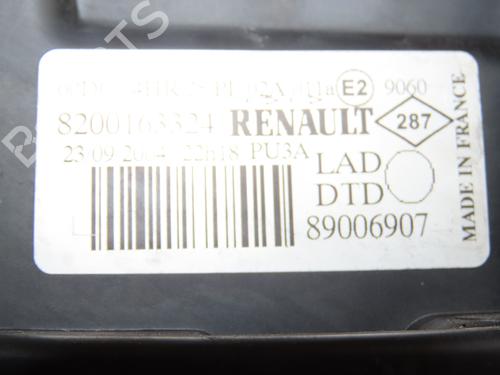 E2 9060
8200163324 RENAULT 287
23 09 2004 22h18 PU3A
LAD
DTD
89006907
MADE IN FRANCE